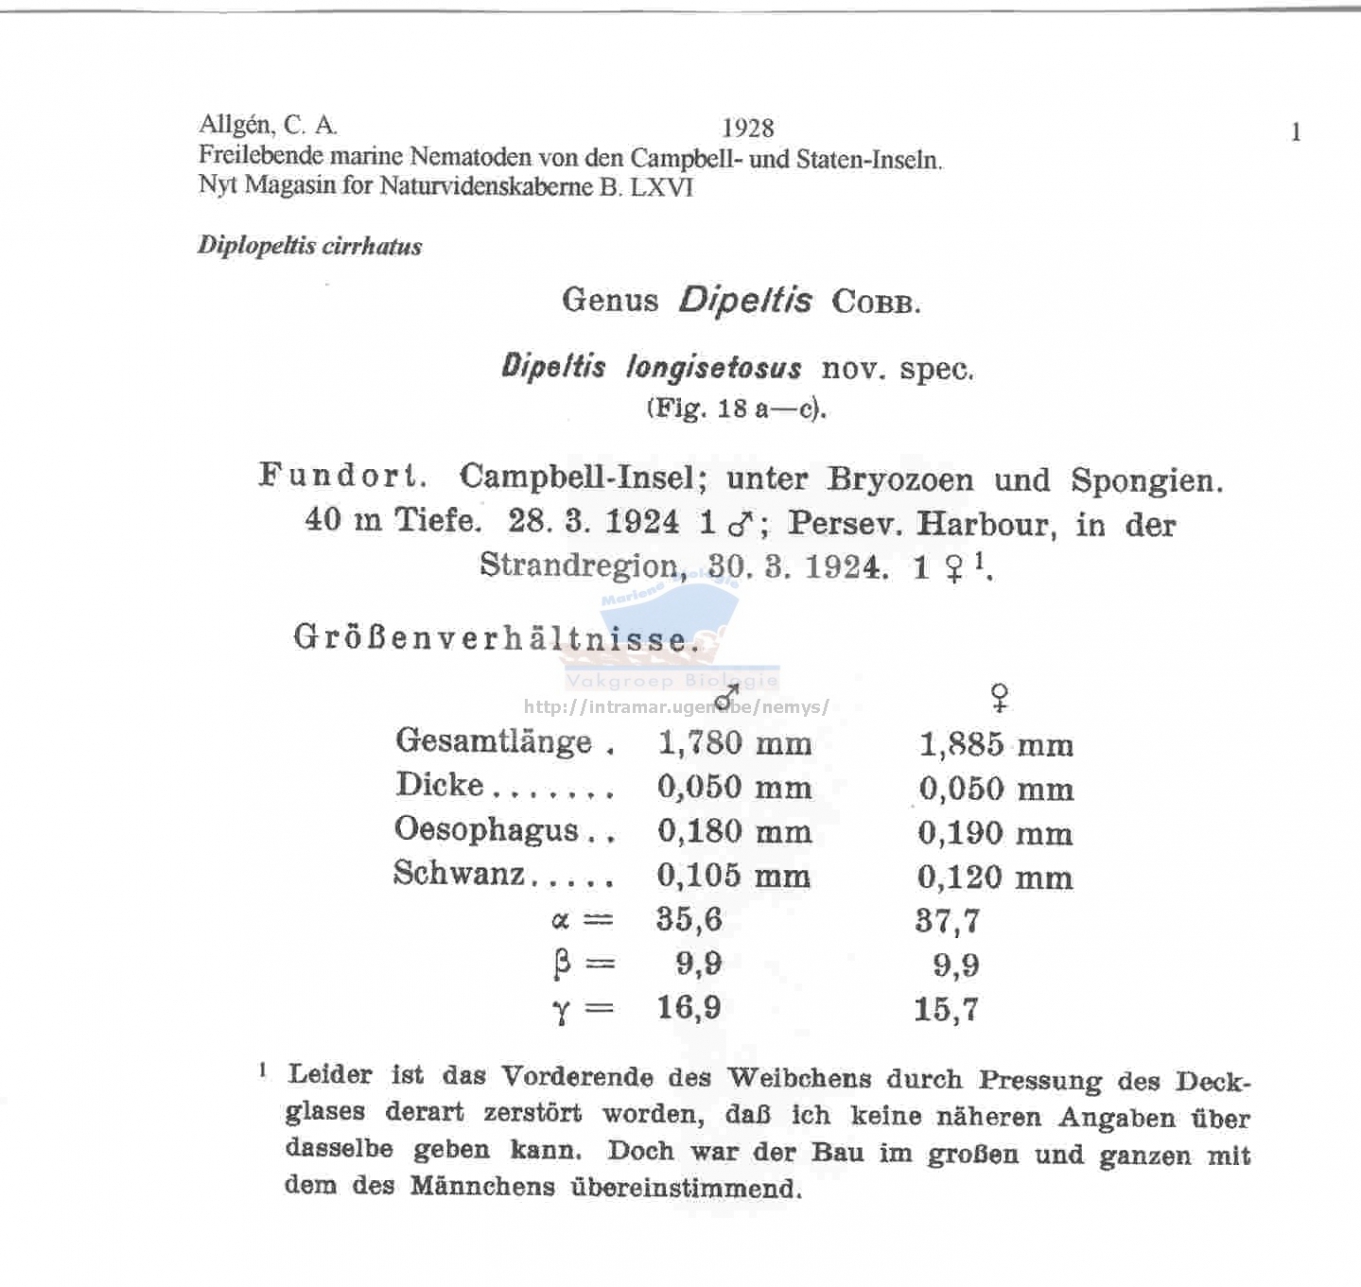 Allgén, C. A. 1928 1
Freilebende marine Nematoden von den Campbell- und Staten-Inseln.
Nyt Magasin for Naturvidenskaberne B. LXVI
Diplopeltis cirrhatus
Genus Dipeltis COBB.
Dipeltis longisetosus nov. spec.
(Fig. 18 a—c).
Fundort. Campbell-Insel; unter Bryozoen und Spongien.
40 m Tiefe. 28. 3. 1924 1 ♂; Persev. Harbour, in der
Strandregion, 30. 3. 1924. 1 ♀ 1.
Mariene Biologie
Größenverhältnisse.
Vakgroep Biologie
♂ ♀
http://intramar.ugent.be/nemys/
Gesamtlänge . 1,780 mm 1,885 mm
Dicke ....... 0,050 mm 0,050 mm
Oesophagus .. 0,180 mm 0,190 mm
Schwanz ..... 0,105 mm 0,120 mm
α = 35,6 37,7
β = 9,9 9,9
γ = 16,9 15,7
1 Leider ist das Vorderende des Weibchens durch Pressung des Deck-
glases derart zerstört worden, daß ich keine näheren Angaben über
dasselbe geben kann. Doch war der Bau im großen und ganzen mit
dem des Männchens übereinstimmend.